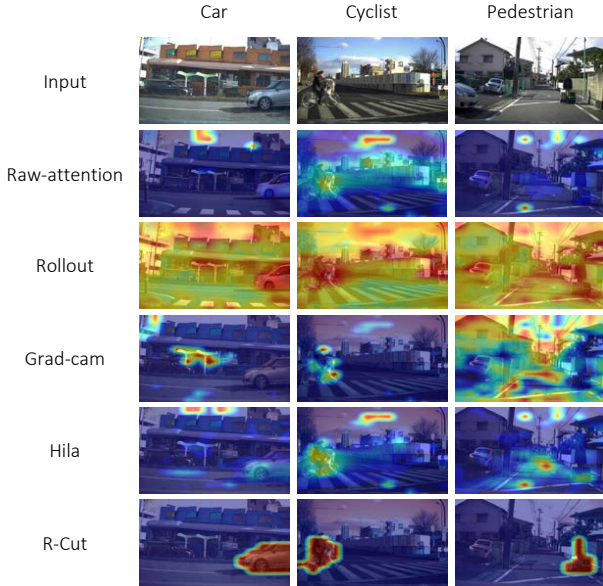 Car Cyclist Pedestrian
Input
Raw-attention
Rollout
Grad-cam
Hila
R-Cut